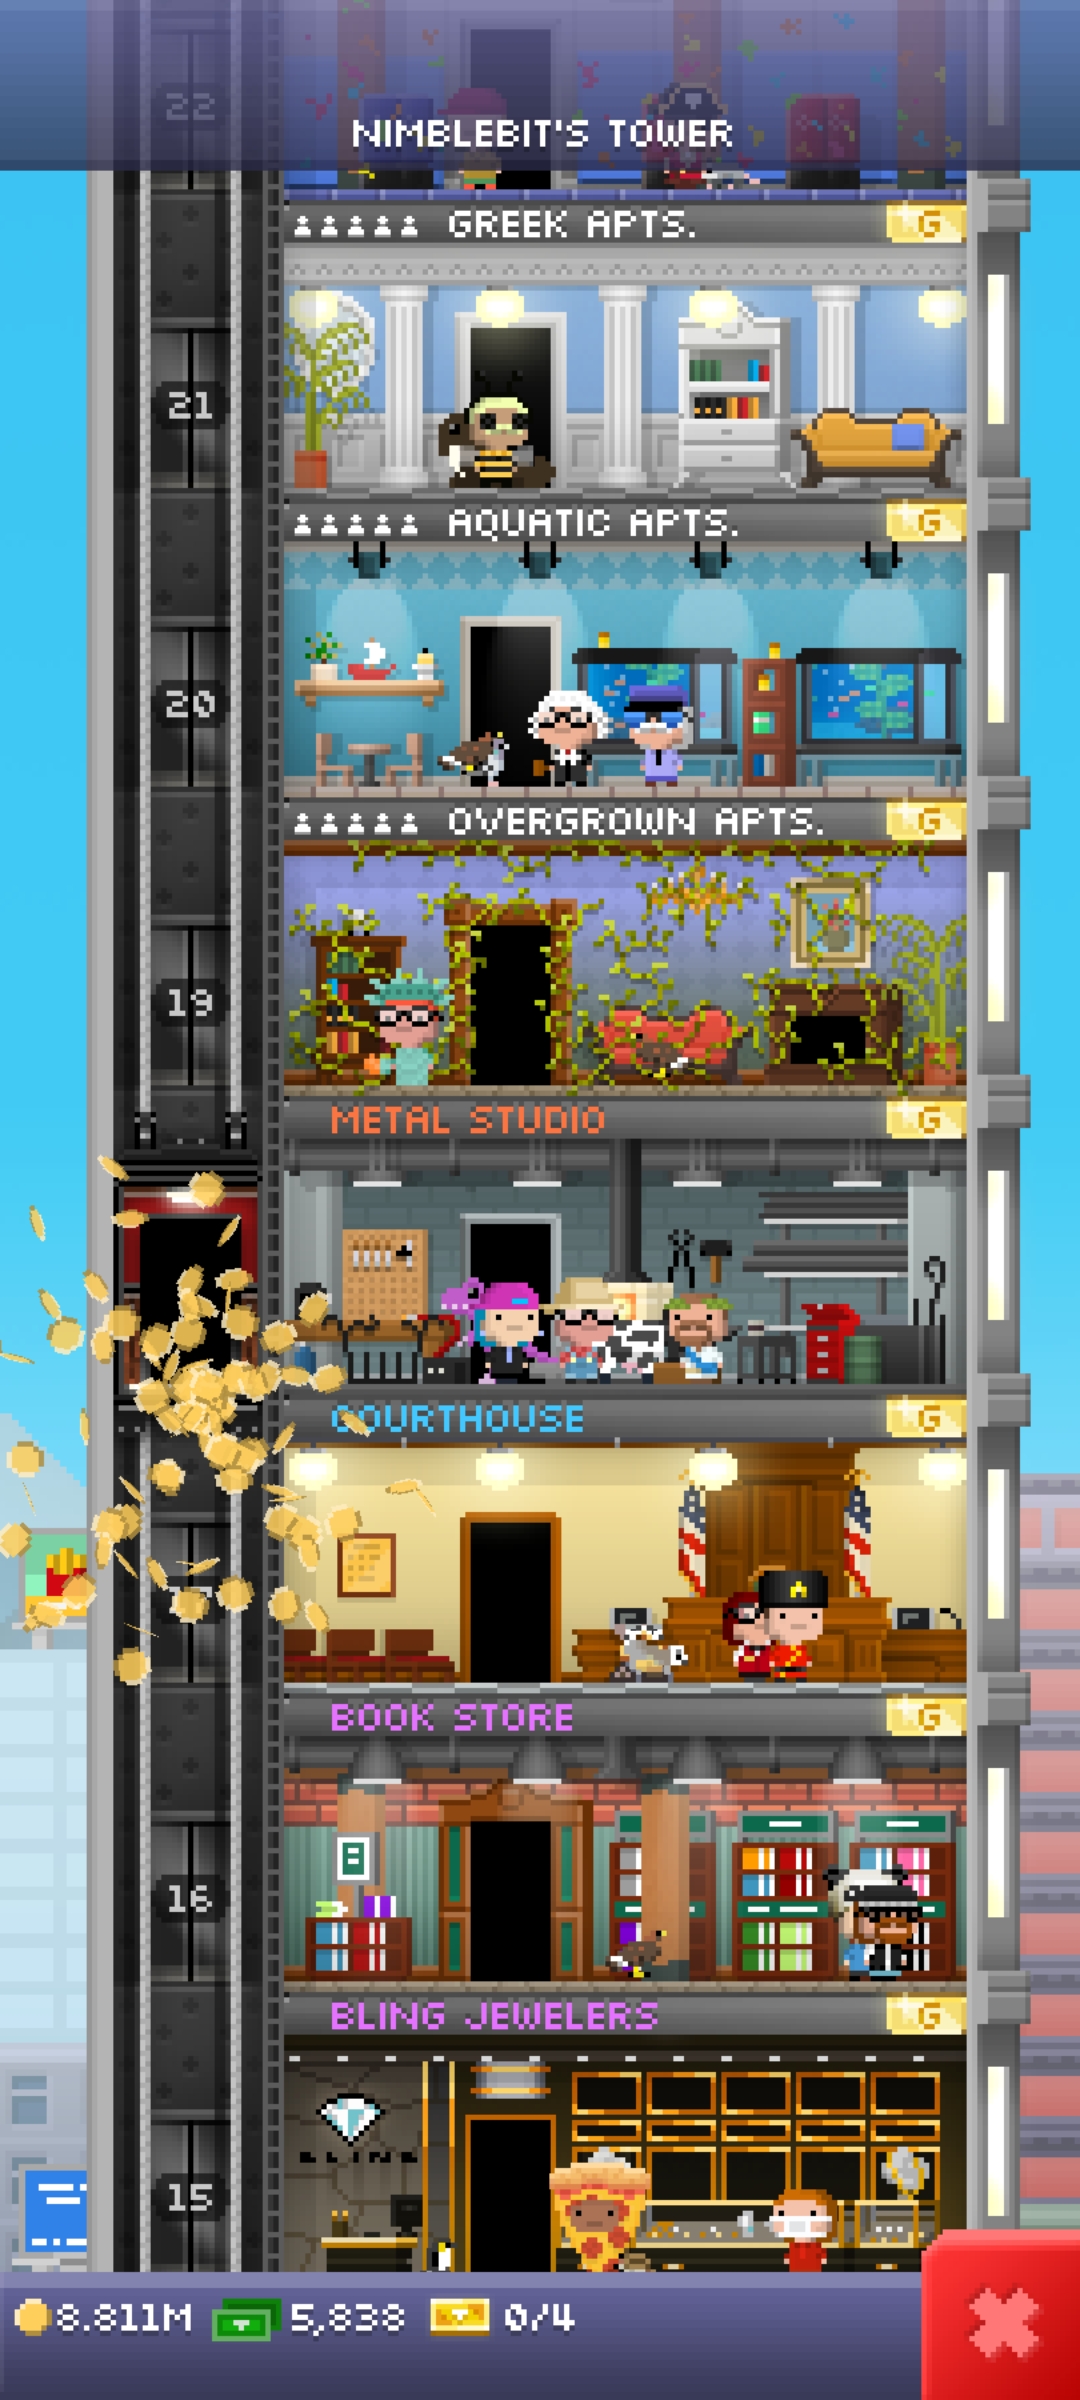 22
NIMBLEBIT'S TOWER
GREEK APTS.
G
21
AQUATIC APTS.
G
20
OVERGROWN APTS.
G
19
METAL STUDIO
G
COURTHOUSE
G
BOOK STORE
G
16
BLING JEWELERS
G
BLING
15
8.811M 5,838 0/4